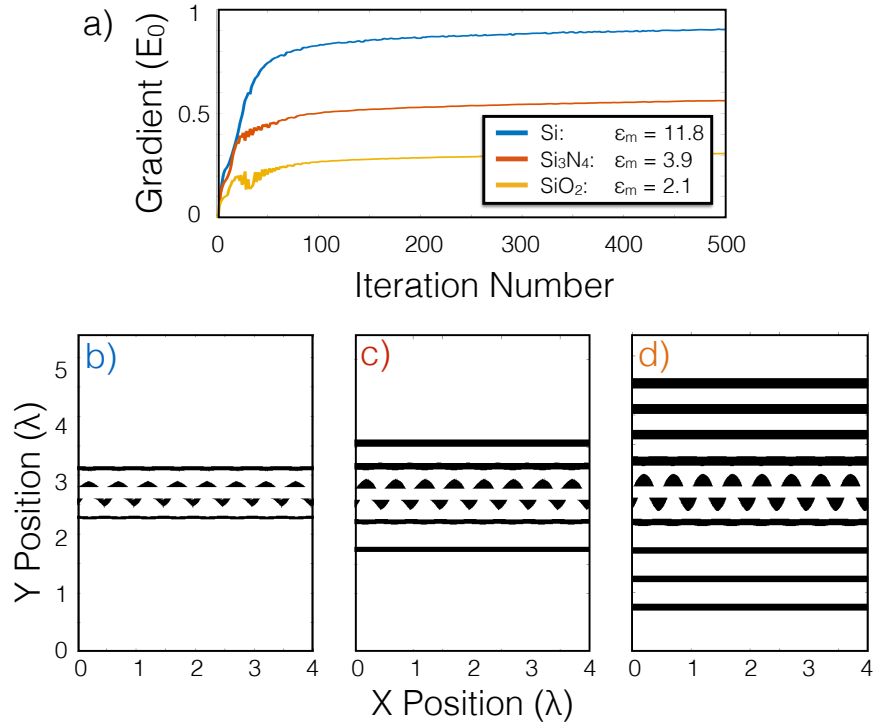 a)
Gradient (E₀)
1
0.5
0
Si: εₘ = 11.8
Si₃N₄: εₘ = 3.9
SiO₂: εₘ = 2.1
0 100 200 300 400 500
Iteration Number
b) c) d)
Y Position (λ)
5
4
3
2
1
0
0 1 2 3 4 0 1 2 3 4 0 1 2 3 4
X Position (λ)